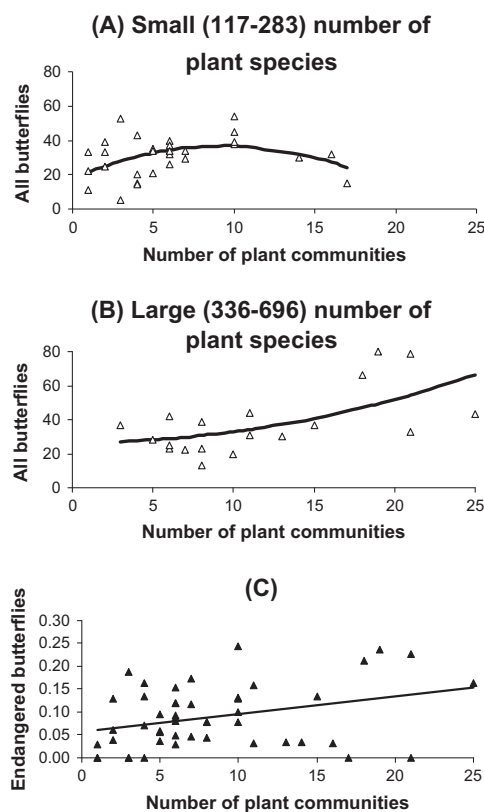 (A) Small (117-283) number of
plant species
All butterflies
80
60
40
20
0
0 5 10 15 20 25
Number of plant communities
(B) Large (336-696) number of
plant species
All butterflies
80
60
40
20
0
0 5 10 15 20 25
Number of plant communities
(C)
Endangered butterflies
0.30
0.25
0.20
0.15
0.10
0.05
0.00
0 5 10 15 20 25
Number of plant communities